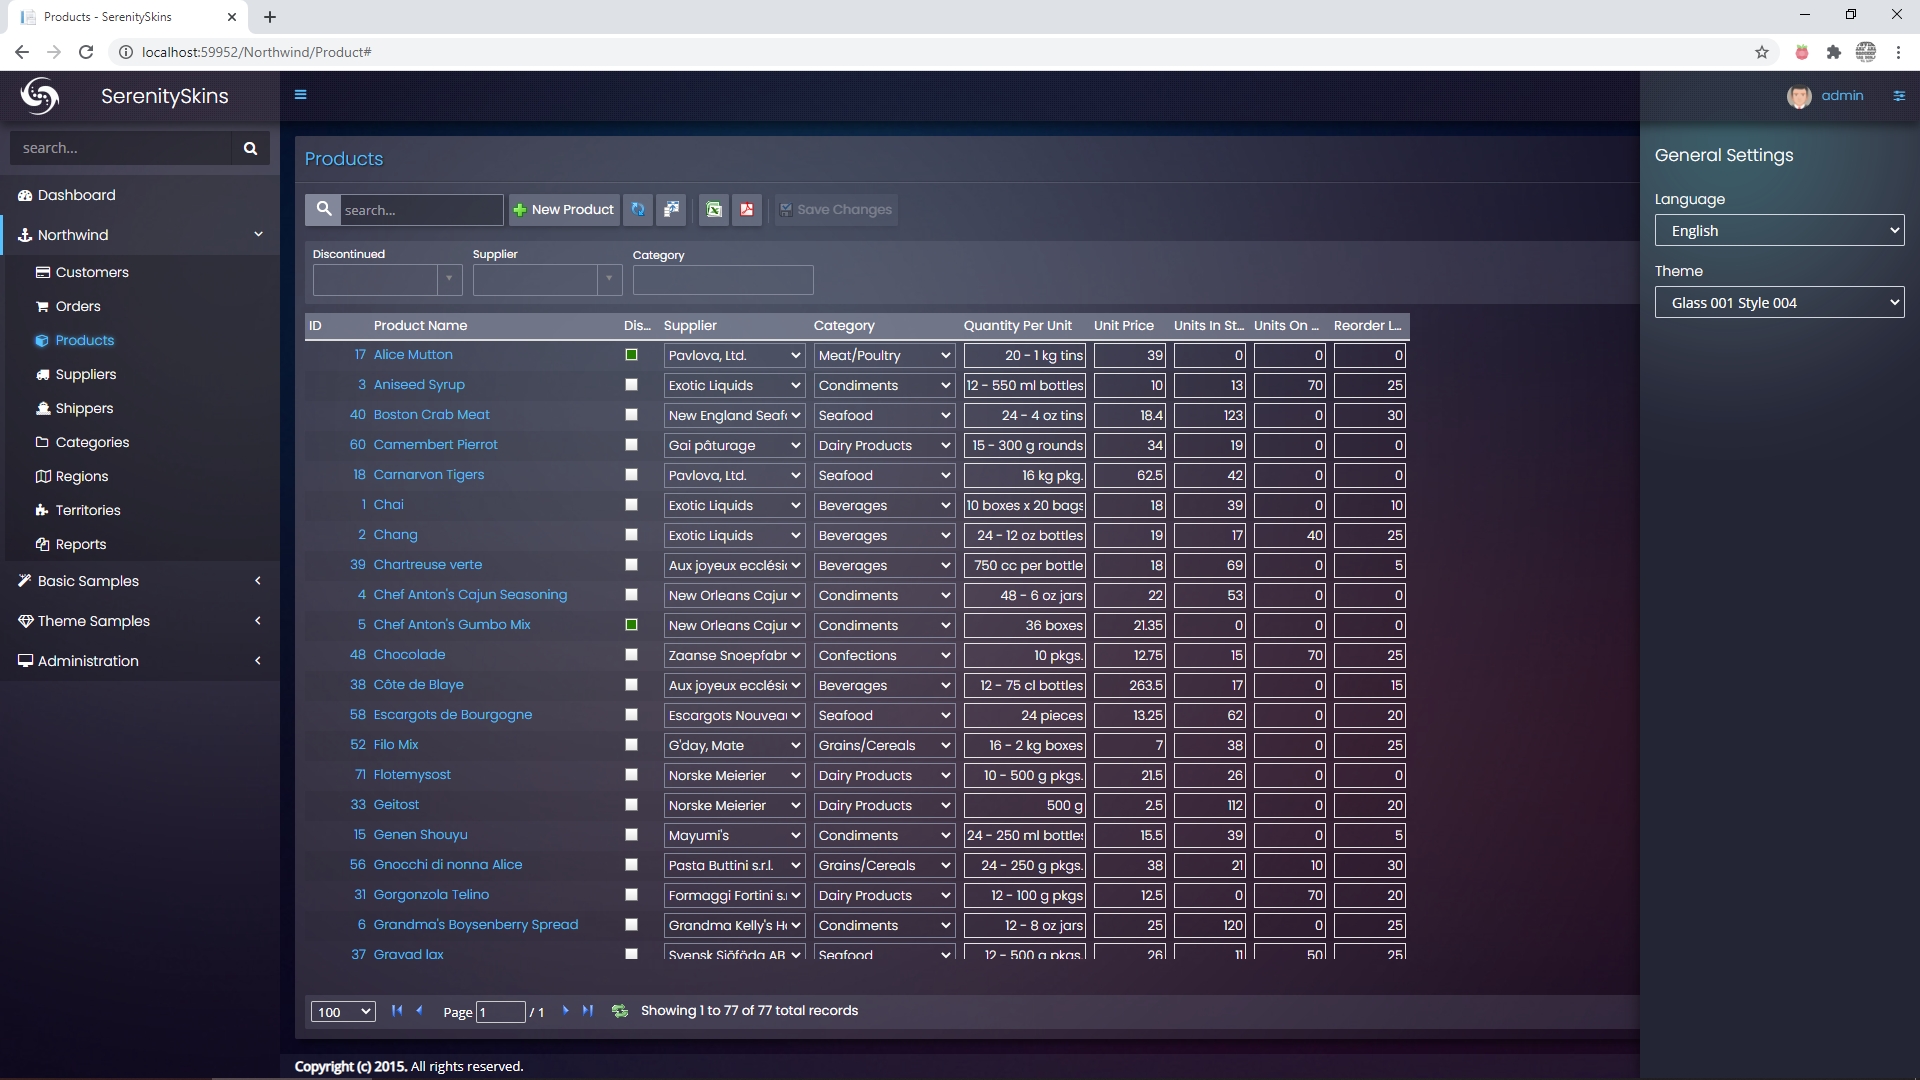 Products - SerenitySkins
localhost:59952/Northwind/Product#
SerenitySkins
admin
search...
Dashboard
Northwind
Customers
Orders
Products
Suppliers
Shippers
Categories
Regions
Territories
Reports
Basic Samples
Theme Samples
Administration
Products
search... New Product Save Changes
Discontinued Supplier Category
ID Product Name Dis... Supplier Category Quantity Per Unit Unit Price Units In St... Units On ... Reorder L...
17 Alice Mutton Pavlova, Ltd. Meat/Poultry 20 - 1 kg tins 39 0 0 0
3 Aniseed Syrup Exotic Liquids Condiments 12 - 550 ml bottles 10 13 70 25
40 Boston Crab Meat New England Seaf Seafood 24 - 4 oz tins 18.4 123 0 30
60 Camembert Pierrot Gai pâturage Dairy Products 15 - 300 g rounds 34 19 0 0
18 Carnarvon Tigers Pavlova, Ltd. Seafood 16 kg pkg. 62.5 42 0 0
1 Chai Exotic Liquids Beverages 10 boxes x 20 bags 18 39 0 10
2 Chang Exotic Liquids Beverages 24 - 12 oz bottles 19 17 40 25
39 Chartreuse verte Aux joyeux ecclési Beverages 750 cc per bottle 18 69 0 5
4 Chef Anton's Cajun Seasoning New Orleans Cajur Condiments 48 - 6 oz jars 22 53 0 0
5 Chef Anton's Gumbo Mix New Orleans Cajur Condiments 36 boxes 21.35 0 0 0
48 Chocolade Zaanse Snoepfabr Confections 10 pkgs. 12.75 15 70 25
38 Côte de Blaye Aux joyeux ecclési Beverages 12 - 75 cl bottles 263.5 17 0 15
58 Escargots de Bourgogne Escargots Nouveau Seafood 24 pieces 13.25 62 0 20
52 Filo Mix G'day, Mate Grains/Cereals 16 - 2 kg boxes 7 38 0 25
71 Flotemysost Norske Meierier Dairy Products 10 - 500 g pkgs. 21.5 26 0 0
33 Geitost Norske Meierier Dairy Products 500 g 2.5 112 0 20
15 Genen Shouyu Mayumi's Condiments 24 - 250 ml bottles 15.5 39 0 5
56 Gnocchi di nonna Alice Pasta Buttini s.r.l. Grains/Cereals 24 - 250 g pkgs. 38 21 10 30
31 Gorgonzola Telino Formaggi Fortini s. Dairy Products 12 - 100 g pkgs 12.5 0 70 20
6 Grandma's Boysenberry Spread Grandma Kelly's H Condiments 12 - 8 oz jars 25 120 0 25
37 Gravad lax Svensk Sjöföda AB Seafood 12 - 500 g pkgs. 26 11 50 25
100 Page 1 / 1 Showing 1 to 77 of 77 total records
Copyright (c) 2015. All rights reserved.
General Settings
Language
English
Theme
Glass 001 Style 004